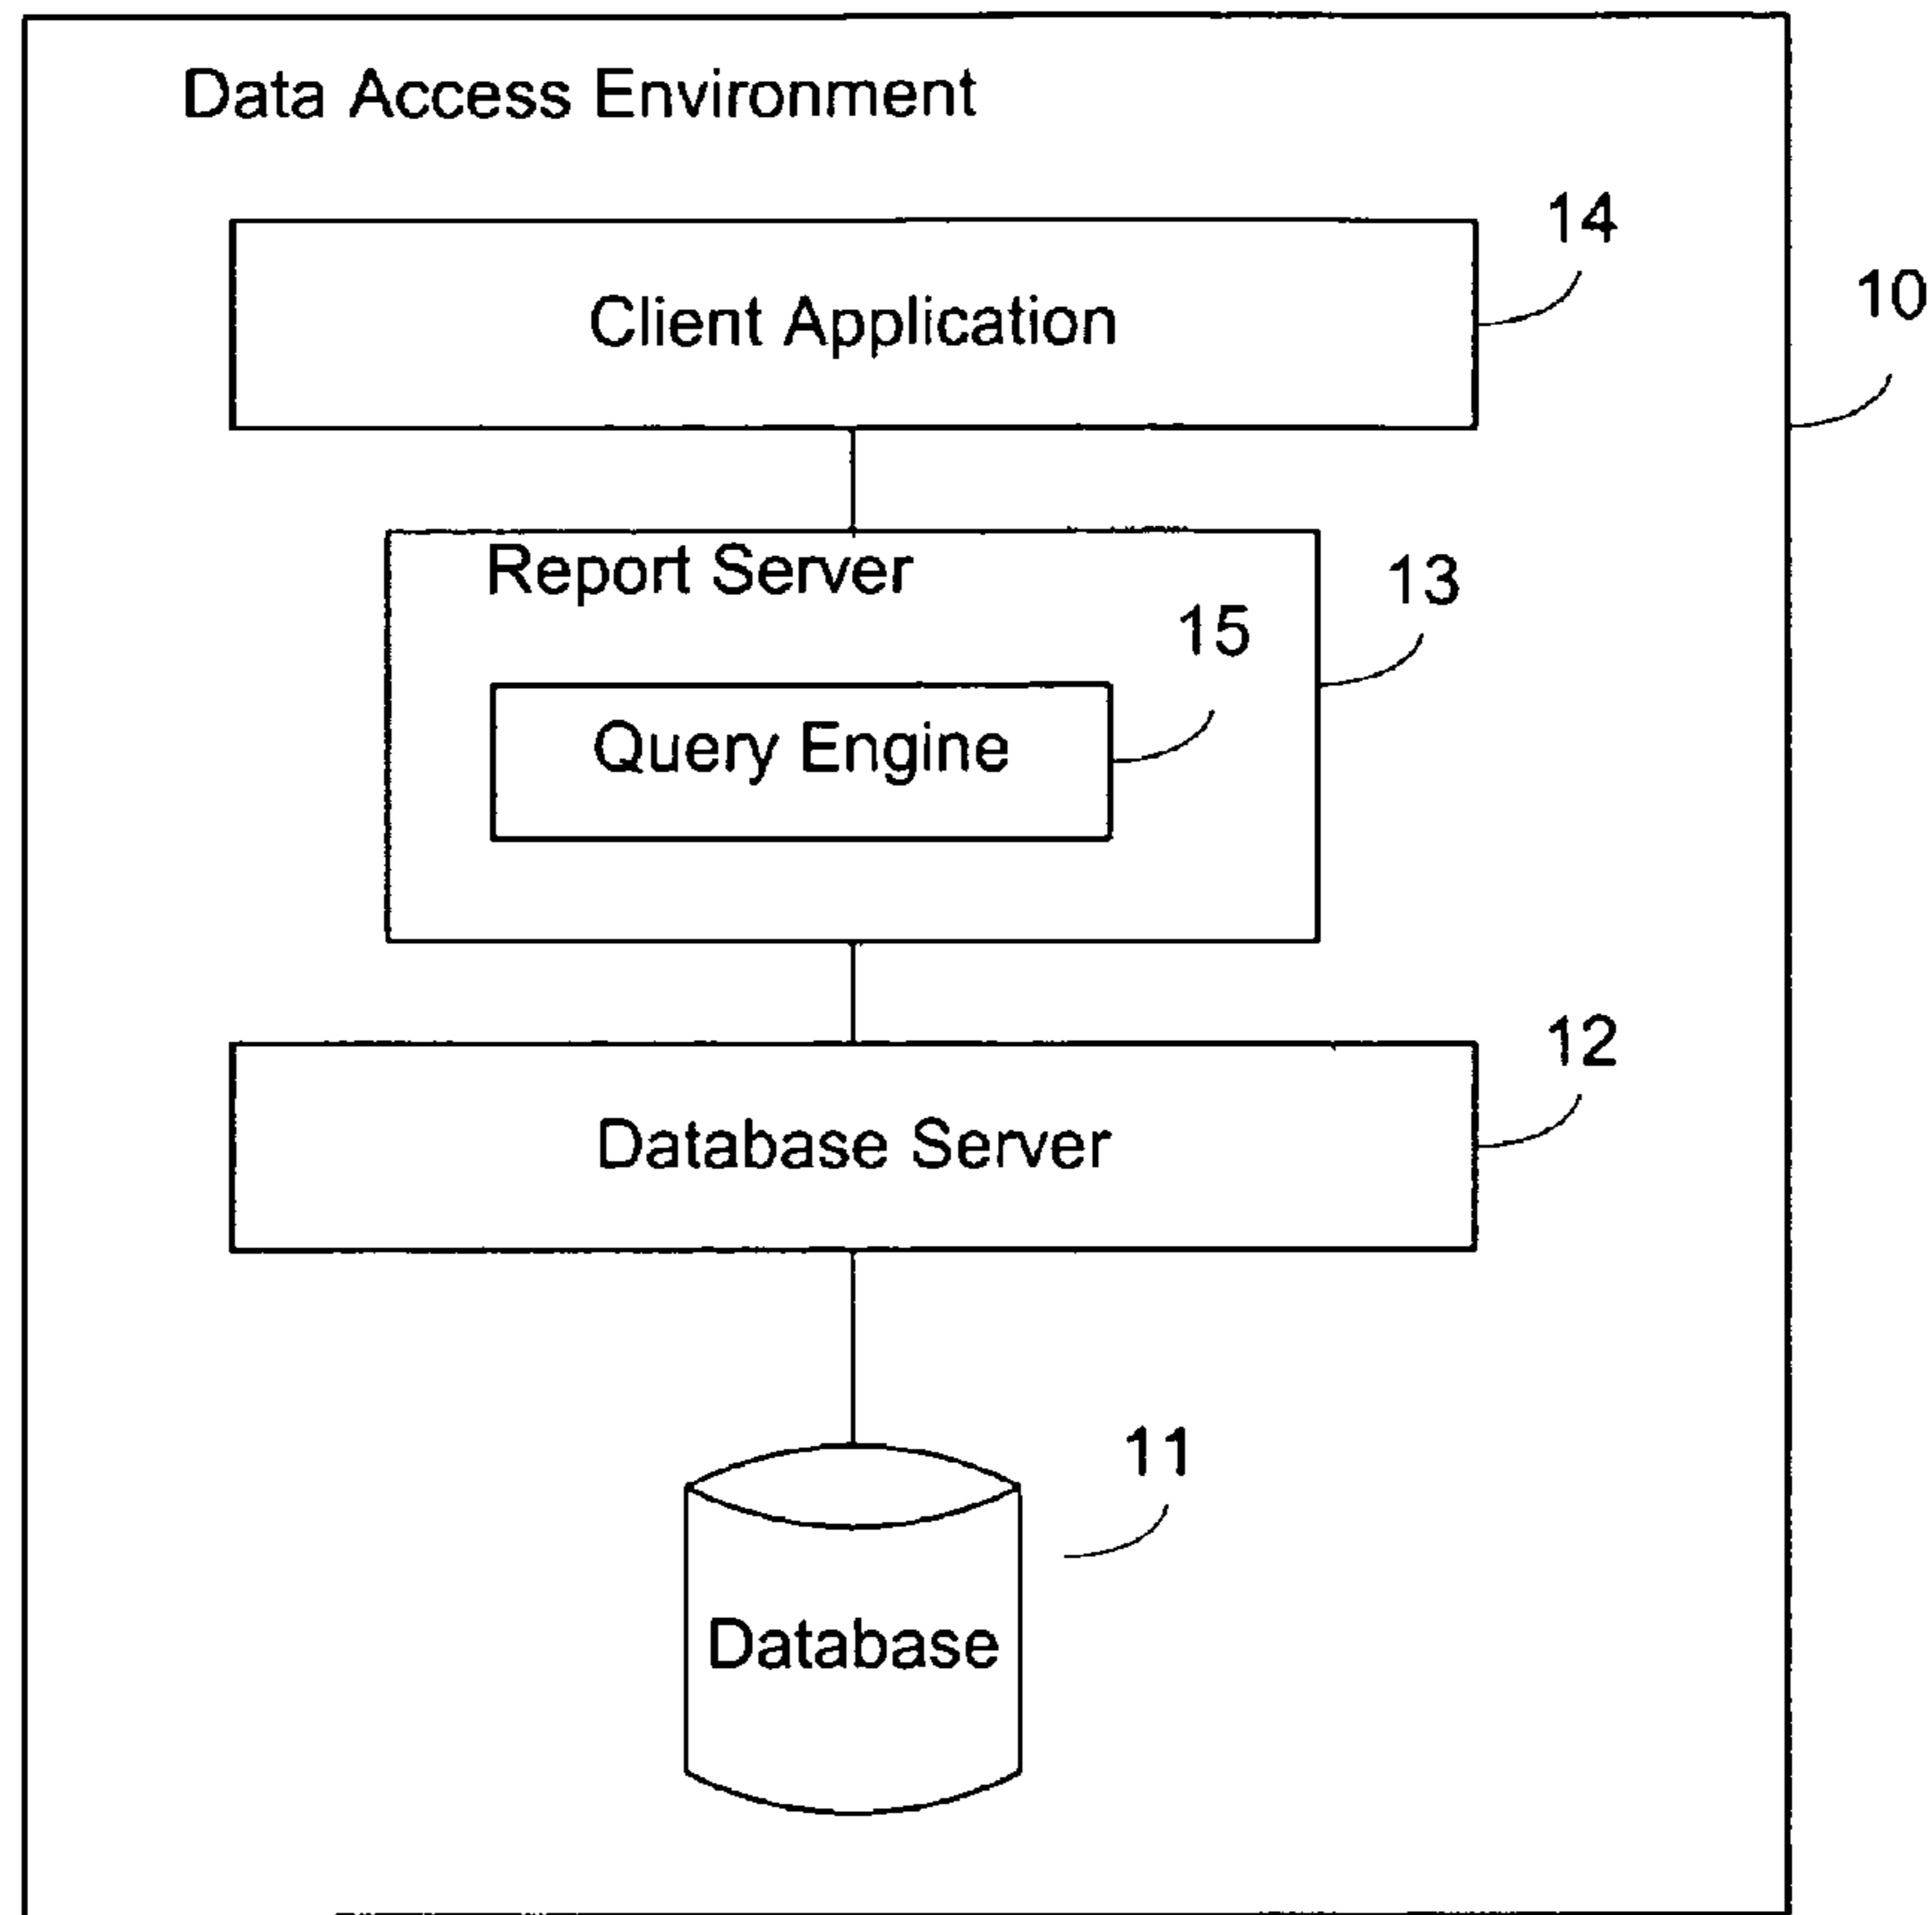 Data Access Environment
14
10
Client Application
Report Server
13
15
Query Engine
12
Database Server
11
Database